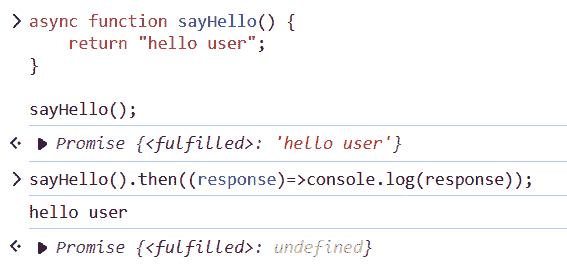 async function sayHello() {
    return "hello user";
}
sayHello();
Promise {<fulfilled>: 'hello user'}
sayHello().then((response)=>console.log(response));
hello user
Promise {<fulfilled>: undefined}